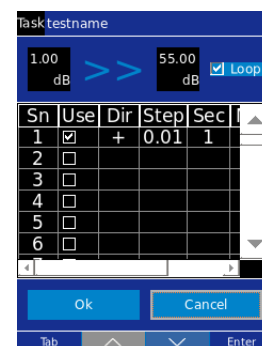 Task testname
1.00 dB >> 55.00 dB Loop
Sn Use Dir Step Sec
1 + 0.01 1
2
3
4
5
6
Ok Cancel
Tab Enter